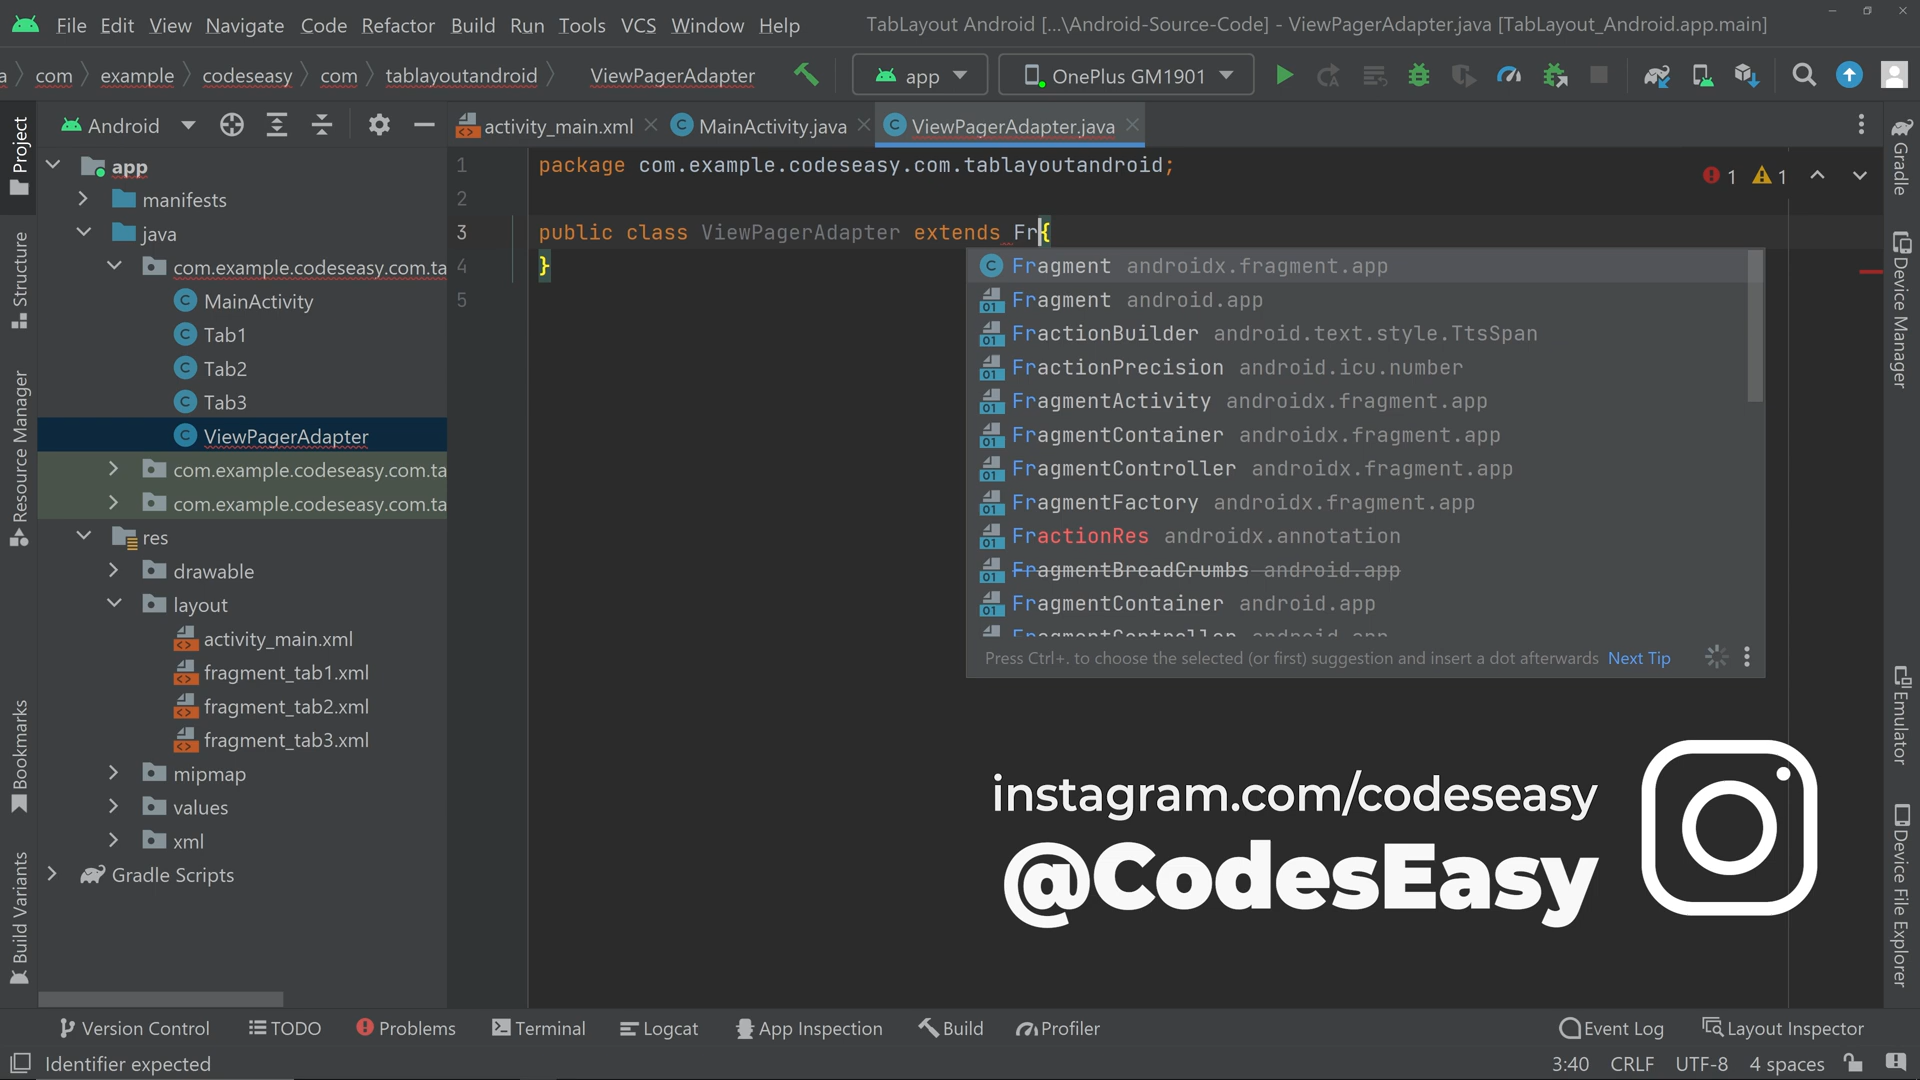 File Edit View Navigate Code Refactor Build Run Tools VCS Window Help TabLayout Android [...\Android-Source-Code] - ViewPagerAdapter.java [TabLayout_Android.app.main]
a com example codeseasy com tablayoutandroid ViewPagerAdapter app OnePlus GM1901
Android activity_main.xml MainActivity.java ViewPagerAdapter.java
Project
Structure
Resource Manager
Bookmarks
Build Variants
app
manifests
java
com.example.codeseasy.com.ta
MainActivity
Tab1
Tab2
Tab3
ViewPagerAdapter
com.example.codeseasy.com.ta
com.example.codeseasy.com.ta
res
drawable
layout
activity_main.xml
fragment_tab1.xml
fragment_tab2.xml
fragment_tab3.xml
mipmap
values
xml
Gradle Scripts
1 package com.example.codeseasy.com.tablayoutandroid;
2
3 public class ViewPagerAdapter extends Fr{
4 }
5
1 1
Fragment androidx.fragment.app
Fragment android.app
FractionBuilder android.text.style.TtsSpan
FractionPrecision android.icu.number
FragmentActivity androidx.fragment.app
FragmentContainer androidx.fragment.app
FragmentController androidx.fragment.app
FragmentFactory androidx.fragment.app
FractionRes androidx.annotation
FragmentBreadCrumbs android.app
FragmentContainer android.app
FragmentController android.app
Press Ctrl+. to choose the selected (or first) suggestion and insert a dot afterwards Next Tip
instagram.com/codeseasy
@CodesEasy
Gradle
Device Manager
Emulator
Device File Explorer
Version Control TODO Problems Terminal Logcat App Inspection Build Profiler Event Log Layout Inspector
Identifier expected 3:40 CRLF UTF-8 4 spaces